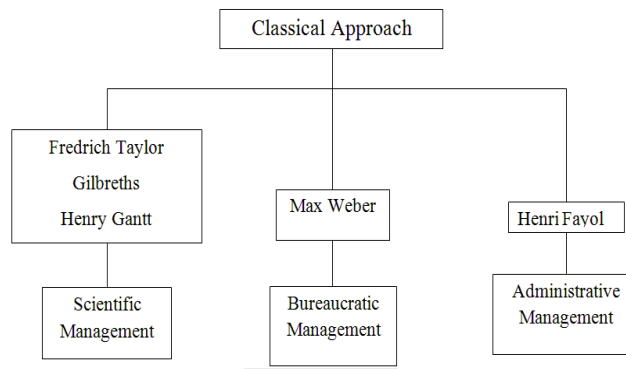 Classical Approach
Fredrich Taylor
Gilbreths
Henry Gantt
Max Weber
Henri Fayol
Scientific
Management
Bureaucratic
Management
Administrative
Management